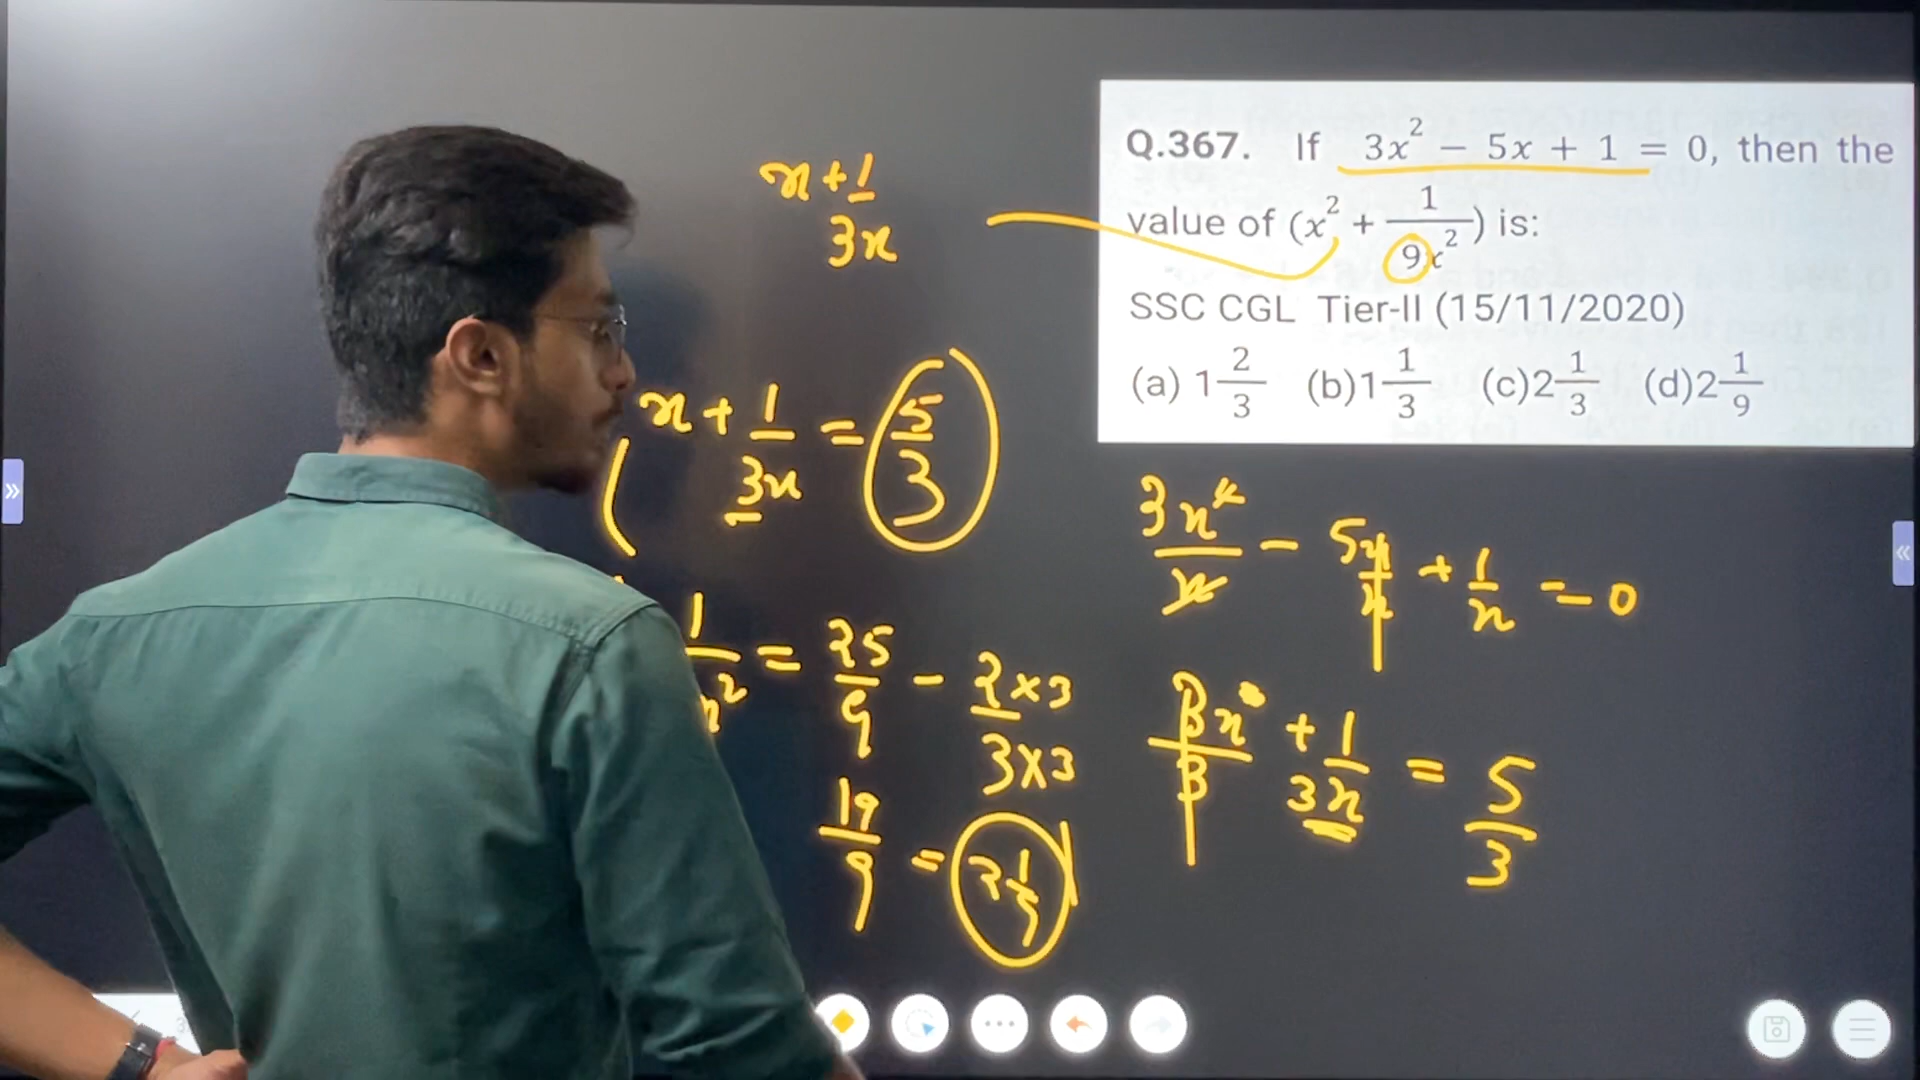 Q.367. If 3x² − 5x + 1 = 0, then the
value of (x² + 1/9x²) is:
SSC CGL Tier-II (15/11/2020)
(a) 1 2/3 (b)1 1/3 (c)2 1/3 (d)2 1/9
x + 1/3x
x + 1/3x = 5/3
1/x² = 25/9 − 2×3/3×3
19/9 = 2 1/9
3x²/x − 5x/x + 1/x = 0
3x/3 + 1/3x = 5/3